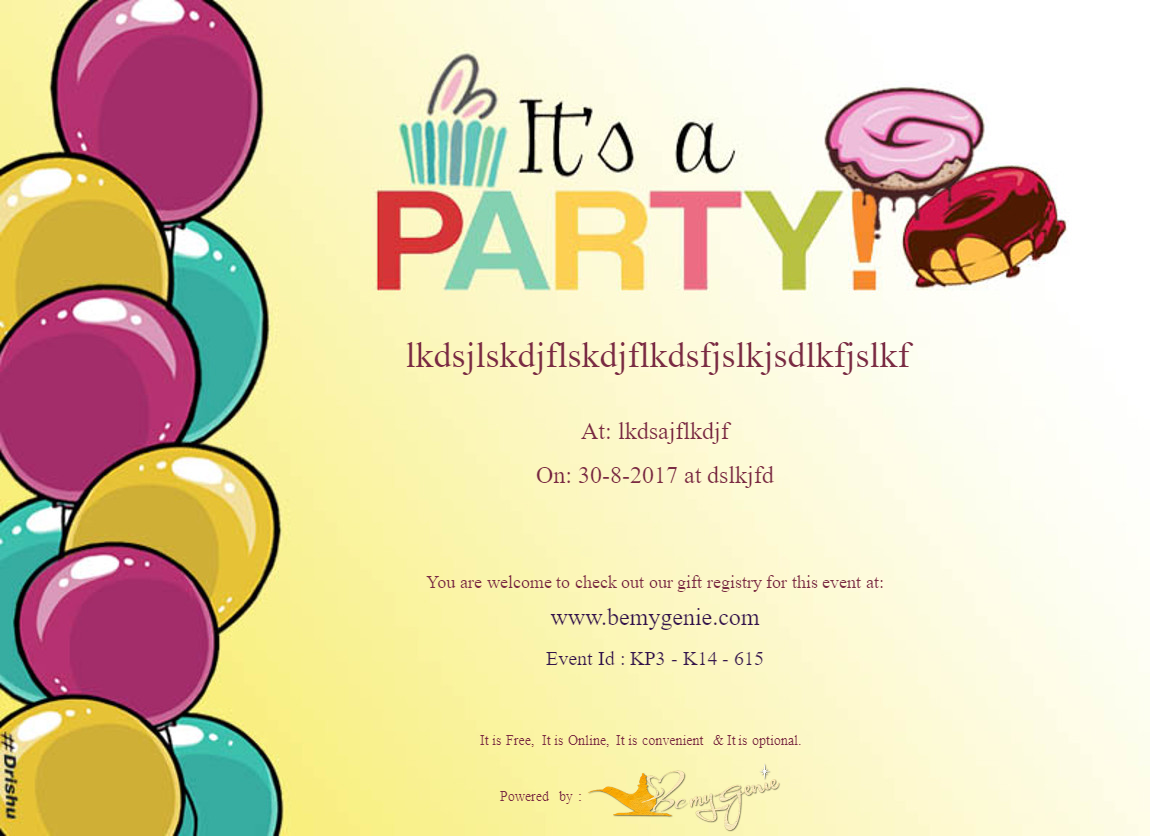 It's a
PARTY!
lkdsjlskdjflskdjflkdsfjslkjsdlkfjslkf
At: lkdsajflkdjf
On: 30-8-2017 at dslkjfd
You are welcome to check out our gift registry for this event at:
www.bemygenie.com
Event Id : KP3 - K14 - 615
It is Free, It is Online, It is convenient & It is optional.
Powered by : Be my Genie
#Drishu